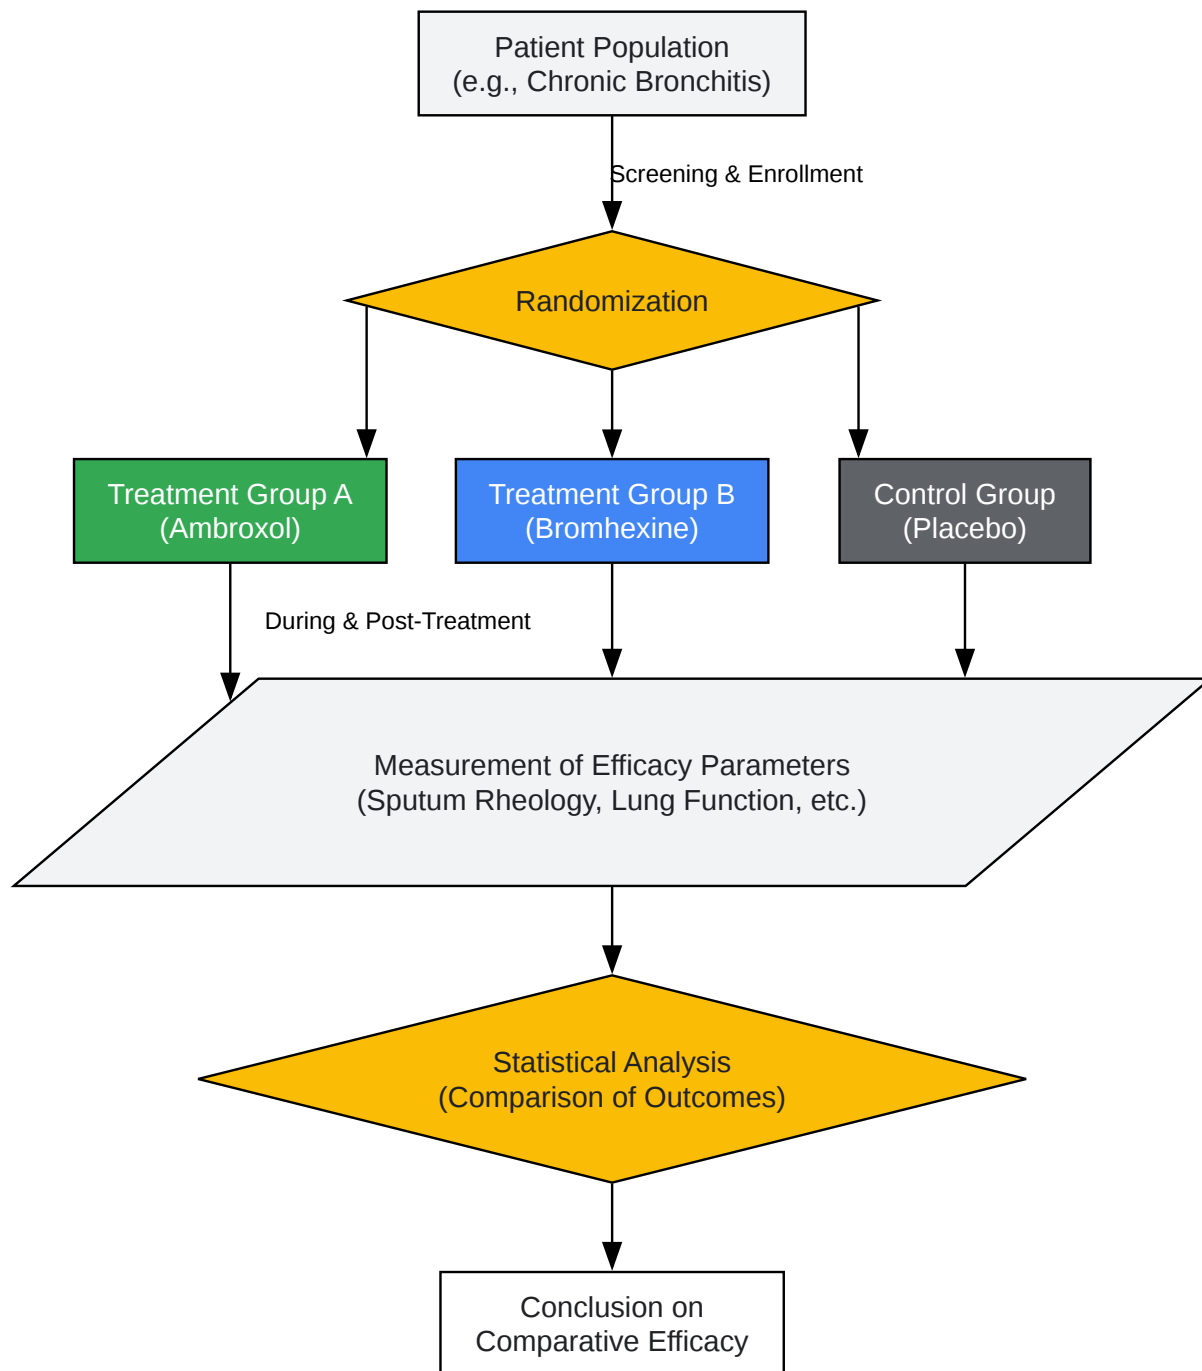 Patient Population
(e.g., Chronic Bronchitis)
Screening & Enrollment
Randomization
Treatment Group A
(Ambroxol)
Treatment Group B
(Bromhexine)
Control Group
(Placebo)
During & Post-Treatment
Measurement of Efficacy Parameters
(Sputum Rheology, Lung Function, etc.)
Statistical Analysis
(Comparison of Outcomes)
Conclusion on
Comparative Efficacy